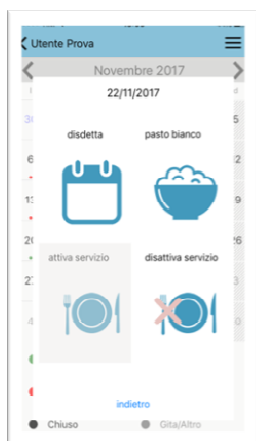 Utente Prova
Novembre 2017
22/11/2017
disdetta pasto bianco
attiva servizio disattiva servizio
indietro
Chiuso Gita/Altro